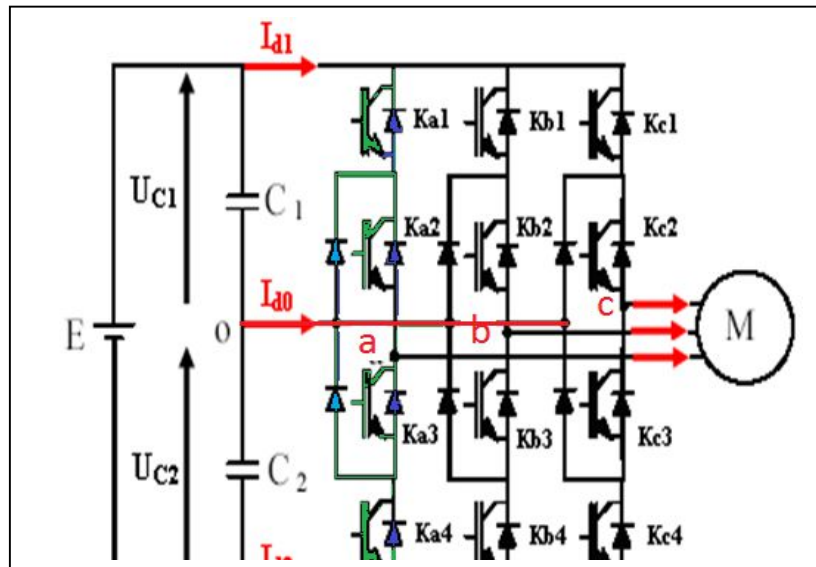 Id1
Ka1 Kb1 Kc1
UC1 C1
Ka2 Kb2 Kc2
Id0
c
E o a b M
Ka3 Kb3 Kc3
UC2 C2
Ka4 Kb4 Kc4